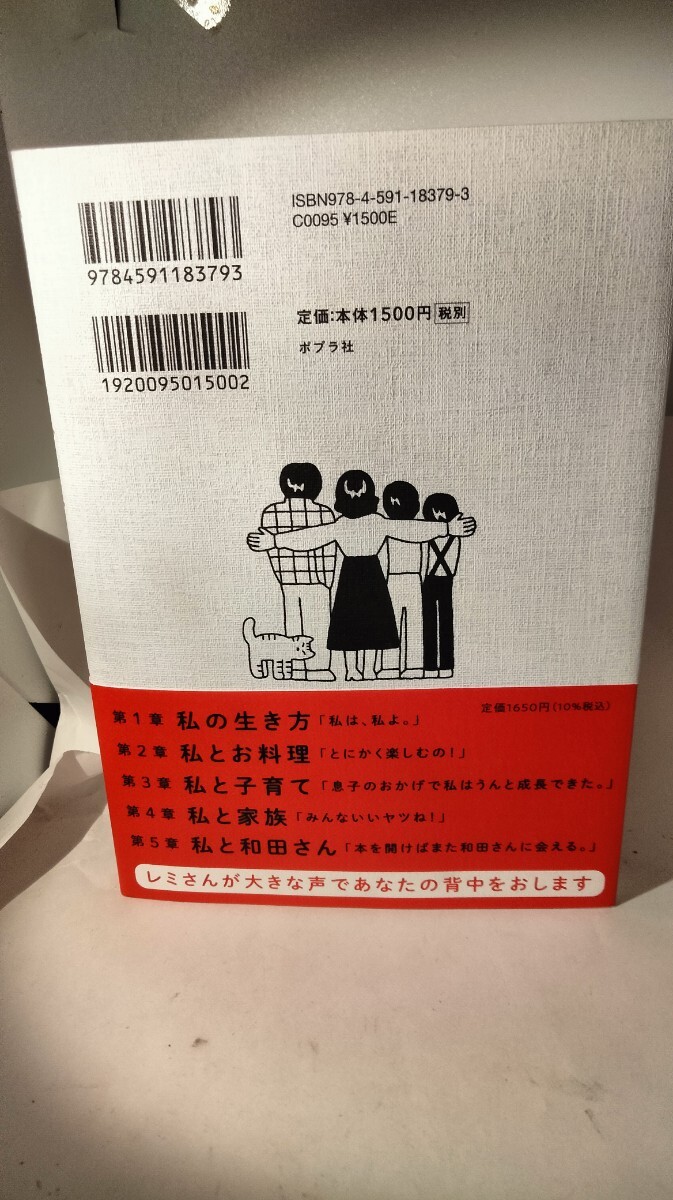 ISBN978-4-591-18379-3
C0095 ¥1500E
9784591183793
定価:本体1500円 税別
ポプラ社
1920095015002
定価1650円(10%税込)
第1章 私の生き方「私は、私よ。」
第2章 私とお料理「とにかく楽しむの!」
第3章 私と子育て「息子のおかげで私はうんと成長できた。」
第4章 私と家族「みんないいヤツね!」
第5章 私と和田さん「本を開けばまた和田さんに会える。」
レミさんが大きな声であなたの背中をおします